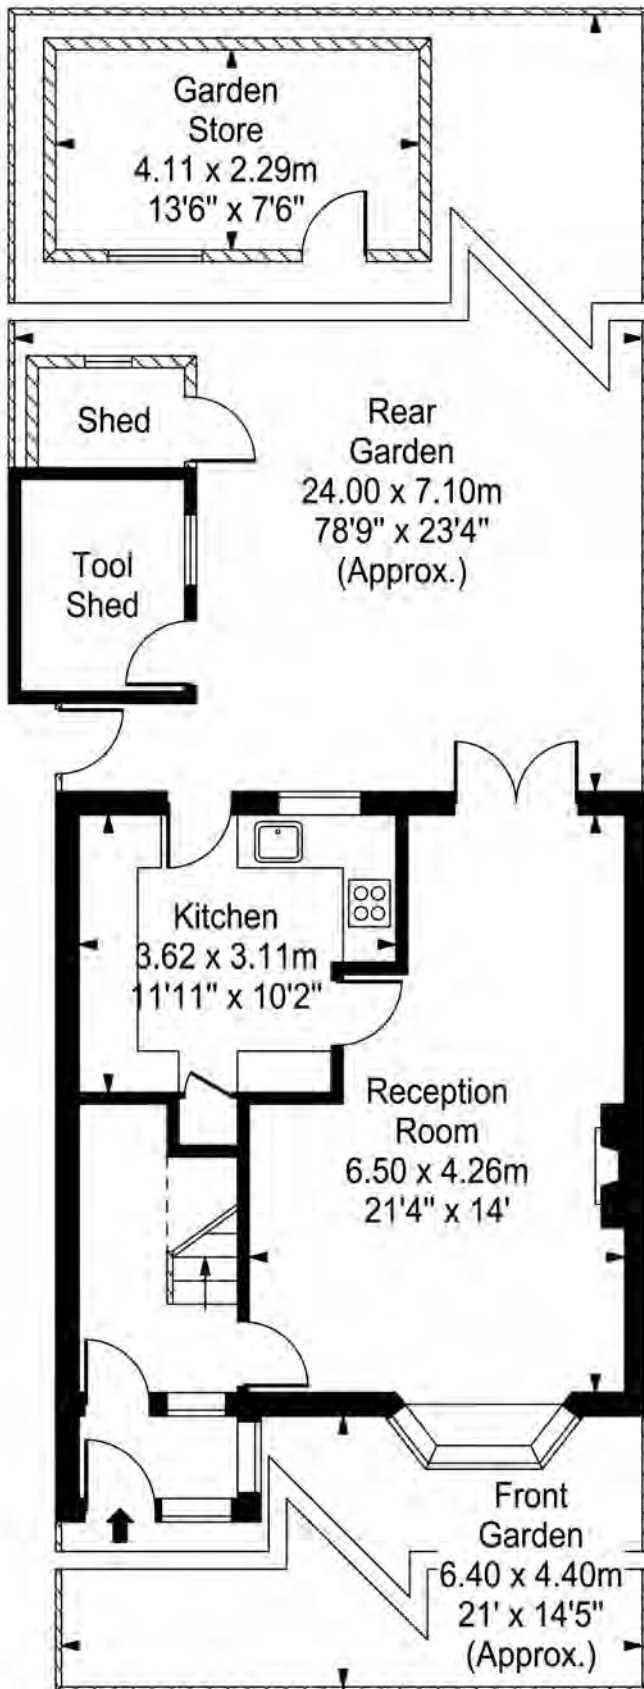 Garden
Store
4.11 x 2.29m
13'6" x 7'6"
Shed
Rear
Garden
24.00 x 7.10m
78'9" x 23'4"
(Approx.)
Tool
Shed
Kitchen
3.62 x 3.11m
11'11" x 10'2"
Reception
Room
6.50 x 4.26m
21'4" x 14'
Front
Garden
6.40 x 4.40m
21' x 14'5"
(Approx.)